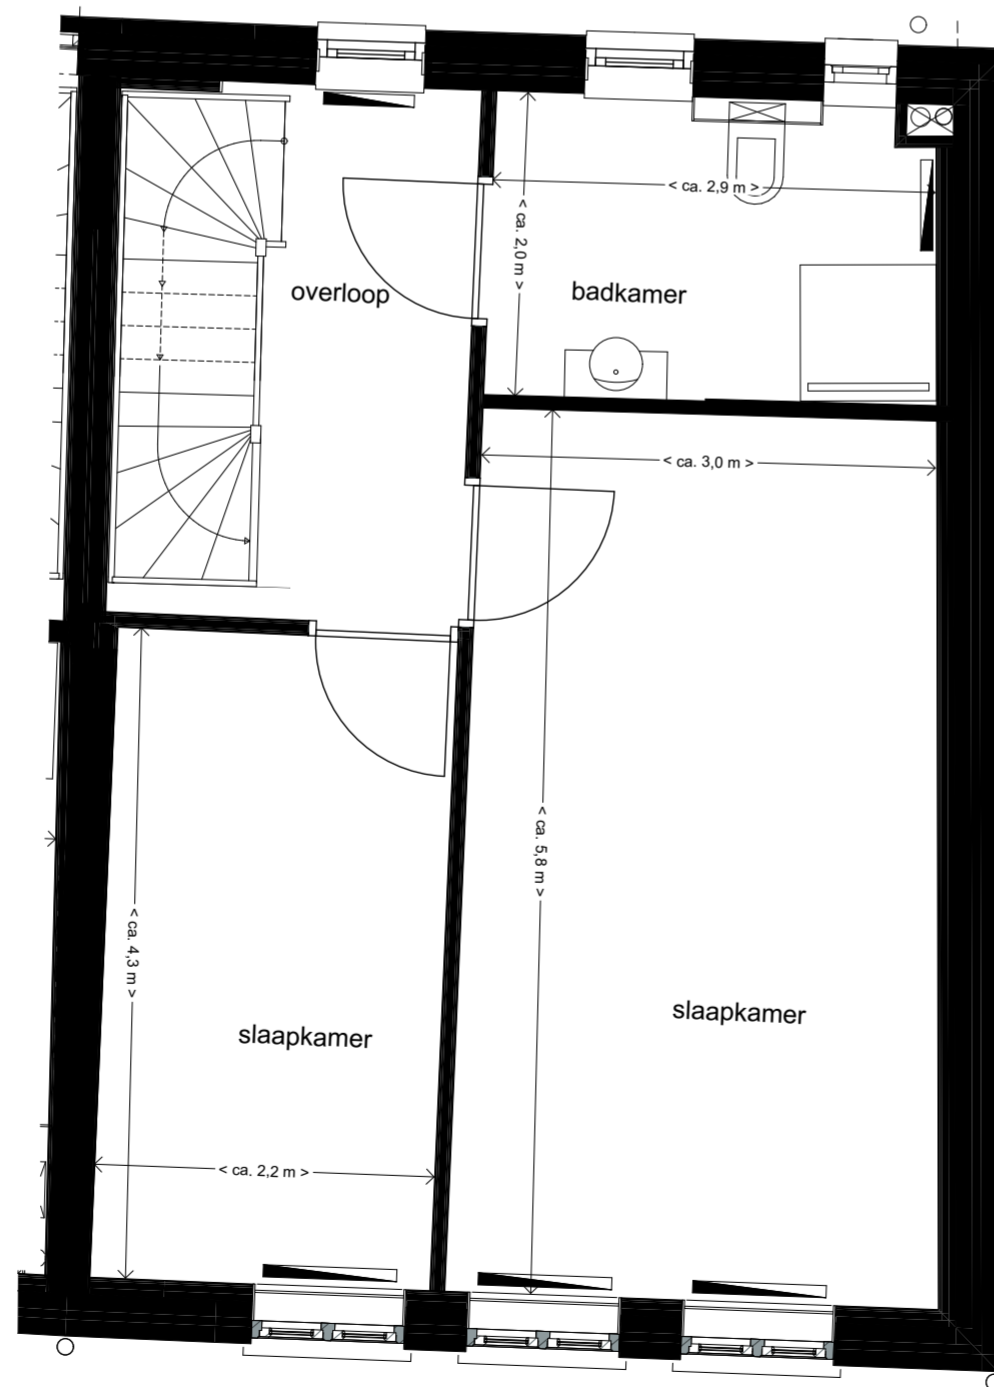 < ca. 2,9 m >
< ca. 2,0 m >
overloop
badkamer
< ca. 3,0 m >
< ca. 5,8 m >
< ca. 4,3 m >
slaapkamer
slaapkamer
< ca. 2,2 m >